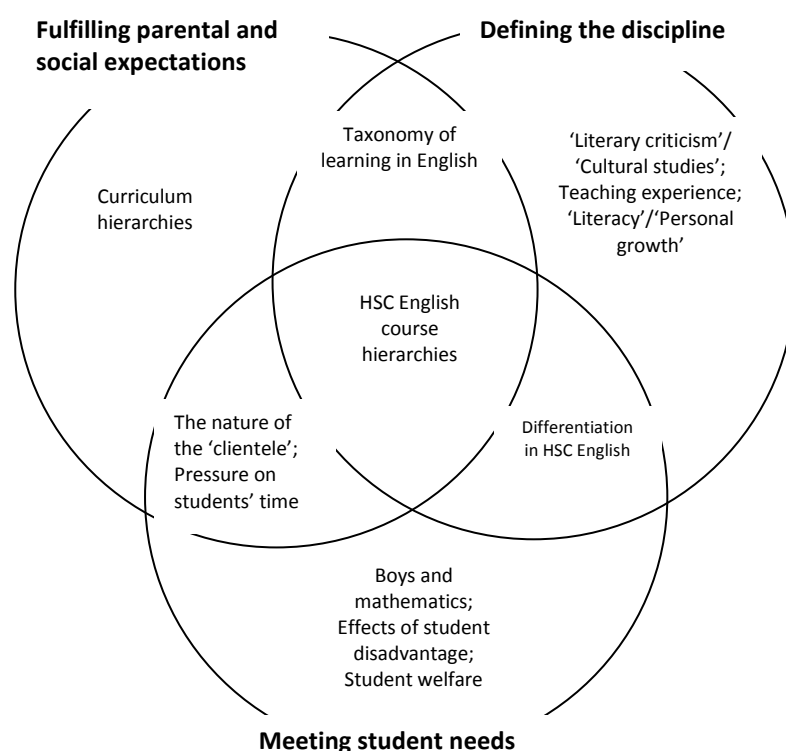 Fulfilling parental and
social expectations
Defining the discipline
Taxonomy of
learning in English
‘Literary criticism’/
‘Cultural studies’;
Teaching experience;
‘Literacy’/‘Personal
growth’
Curriculum
hierarchies
HSC English
course
hierarchies
The nature of
the ‘clientele’;
Pressure on
students’ time
Differentiation
in HSC English
Boys and
mathematics;
Effects of student
disadvantage;
Student welfare
Meeting student needs